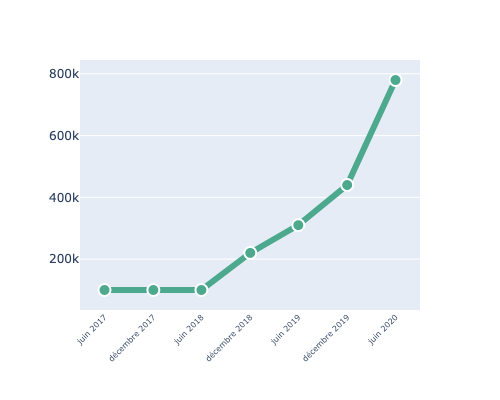 800k
600k
400k
200k
juin 2017
décembre 2017
juin 2018
décembre 2018
juin 2019
décembre 2019
juin 2020